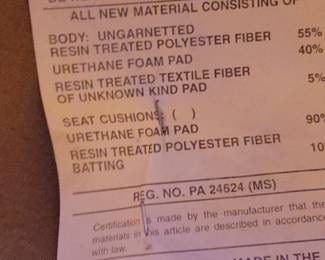 ALL NEW MATERIAL CONSISTING OF
BODY: UNGARNETTED
RESIN TREATED POLYESTER FIBER 55%
URETHANE FOAM PAD 40%
RESIN TREATED TEXTILE FIBER
OF UNKNOWN KIND PAD 5%
SEAT CUSHIONS: ( )
URETHANE FOAM PAD 90%
RESIN TREATED POLYESTER FIBER 10
BATTING
REG. NO. PA 24624 (MS)
Certification is made by the manufacturer that the
materials in this article are described in accordance
with law.
MADE IN THE